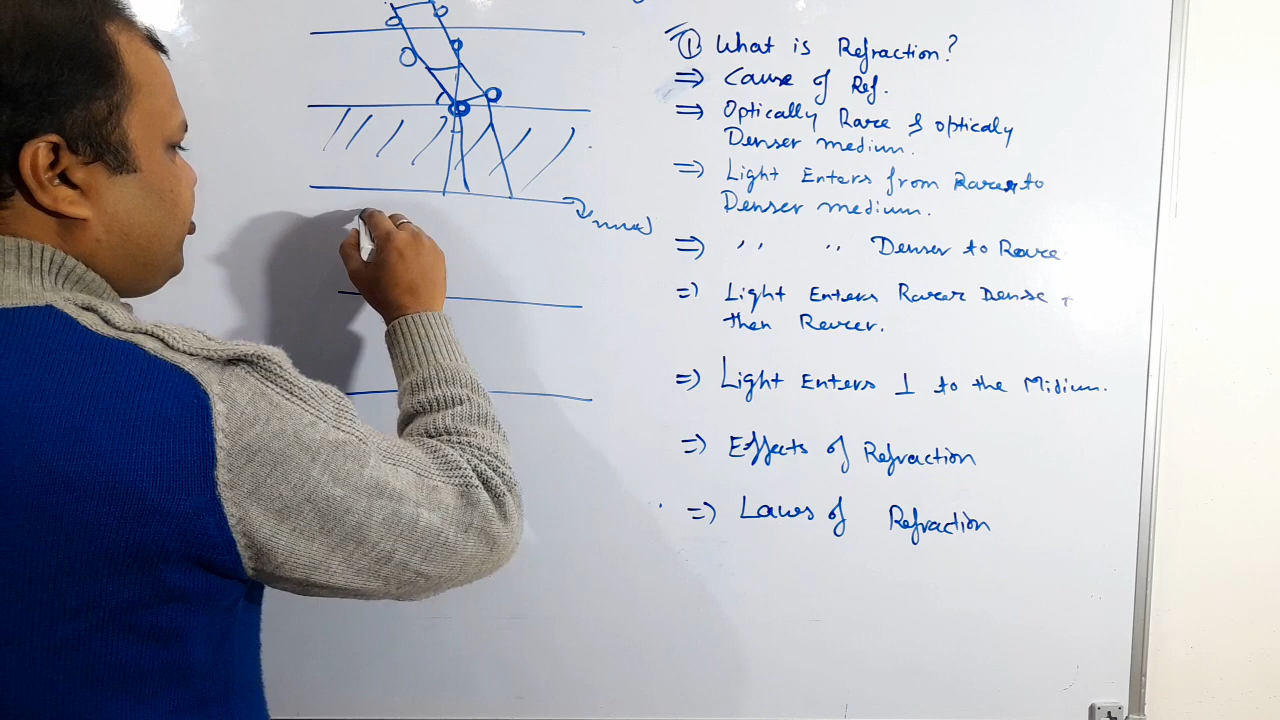 ① What is Refraction?
⇒ Cause of Ref.
⇒ Optically Rare & optically
Denser medium.
⇒ Light Enters from Rarer to
Denser medium.
⇒ ,, ,, Denser to Rarer
=) Light Enters Rarer Dense +
then Rarer.
=) Light Enters ⊥ to the Midium.
=) Effects of Refraction
=) Laws of Refraction